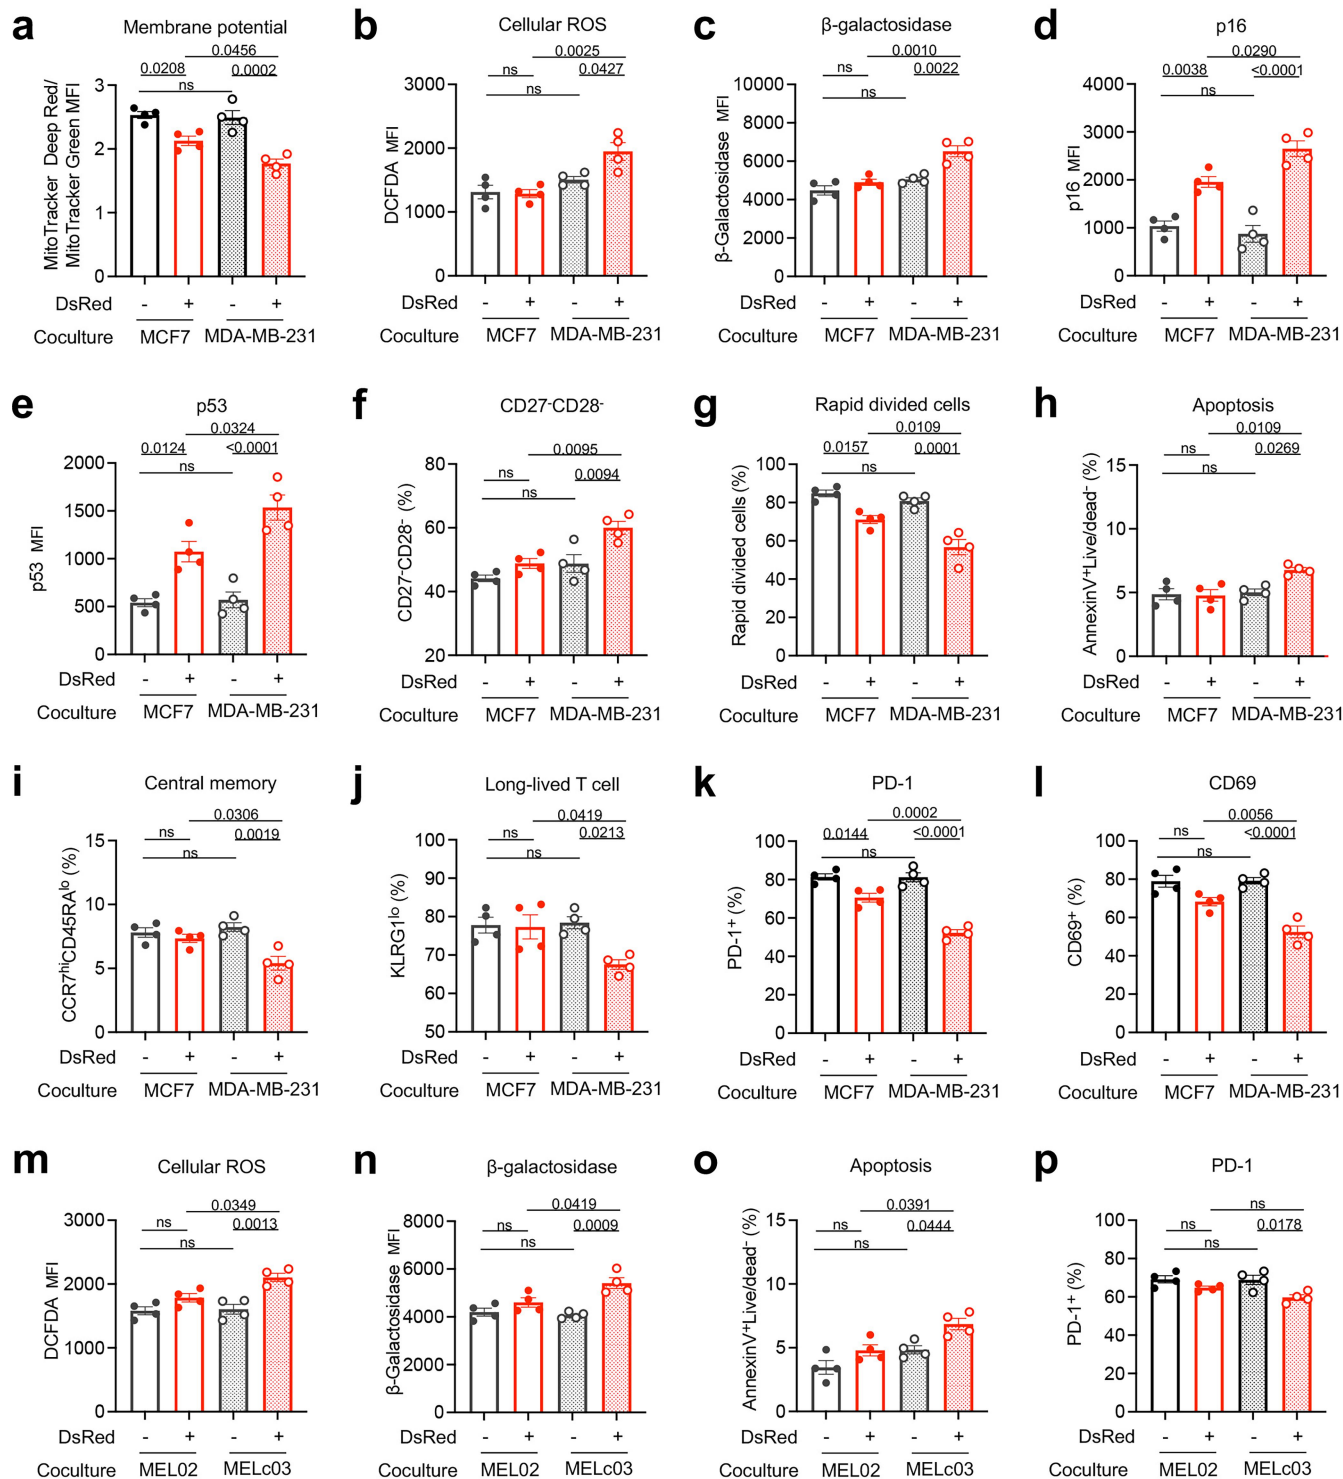 a
Membrane potential
0.0456
0.0208
0.0002
ns
MitoTracker Deep Red/
MitoTracker Green MFI
3
2
1
0
DsRed - + - +
Coculture MCF7 MDA-MB-231
b
Cellular ROS
0.0025
ns
0.0427
ns
DCFDA MFI
3000
2000
1000
0
DsRed - + - +
Coculture MCF7 MDA-MB-231
c
β-galactosidase
0.0010
ns
0.0022
ns
β-Galactosidase MFI
10000
8000
6000
4000
2000
0
DsRed - + - +
Coculture MCF7 MDA-MB-231
d
p16
0.0290
0.0038
<0.0001
ns
p16 MFI
4000
3000
2000
1000
0
DsRed - + - +
Coculture MCF7 MDA-MB-231
e
p53
0.0324
0.0124
<0.0001
ns
p53 MFI
2000
1500
1000
500
0
DsRed - + - +
Coculture MCF7 MDA-MB-231
f
CD27⁻CD28⁻
0.0095
ns
0.0094
ns
CD27⁻CD28⁻ (%)
80
60
40
20
DsRed - + - +
Coculture MCF7 MDA-MB-231
g
Rapid divided cells
0.0109
0.0157
0.0001
ns
Rapid divided cells (%)
100
80
60
40
20
0
DsRed - + - +
Coculture MCF7 MDA-MB-231
h
Apoptosis
0.0109
ns
0.0269
ns
AnnexinV⁺Live/dead⁻ (%)
15
10
5
0
DsRed - + - +
Coculture MCF7 MDA-MB-231
i
Central memory
0.0306
ns
0.0019
ns
CCR7ʰⁱCD45RAˡᵒ (%)
15
10
5
0
DsRed - + - +
Coculture MCF7 MDA-MB-231
j
Long-lived T cell
0.0419
ns
0.0213
ns
KLRG1ˡᵒ (%)
100
90
80
70
60
50
DsRed - + - +
Coculture MCF7 MDA-MB-231
k
PD-1
0.0002
0.0144
<0.0001
ns
PD-1⁺ (%)
100
80
60
40
20
0
DsRed - + - +
Coculture MCF7 MDA-MB-231
l
CD69
0.0056
ns
<0.0001
ns
CD69⁺ (%)
100
80
60
40
20
0
DsRed - + - +
Coculture MCF7 MDA-MB-231
m
Cellular ROS
0.0349
ns
0.0013
ns
DCFDA MFI
3000
2000
1000
0
DsRed - + - +
Coculture MEL02 MELc03
n
β-galactosidase
0.0419
ns
0.0009
ns
β-Galactosidase MFI
8000
6000
4000
2000
0
DsRed - + - +
Coculture MEL02 MELc03
o
Apoptosis
0.0391
ns
0.0444
ns
AnnexinV⁺Live/dead⁻ (%)
15
10
5
0
DsRed - + - +
Coculture MEL02 MELc03
p
PD-1
ns
ns
0.0178
ns
PD-1⁺ (%)
100
80
60
40
20
0
DsRed - + - +
Coculture MEL02 MELc03